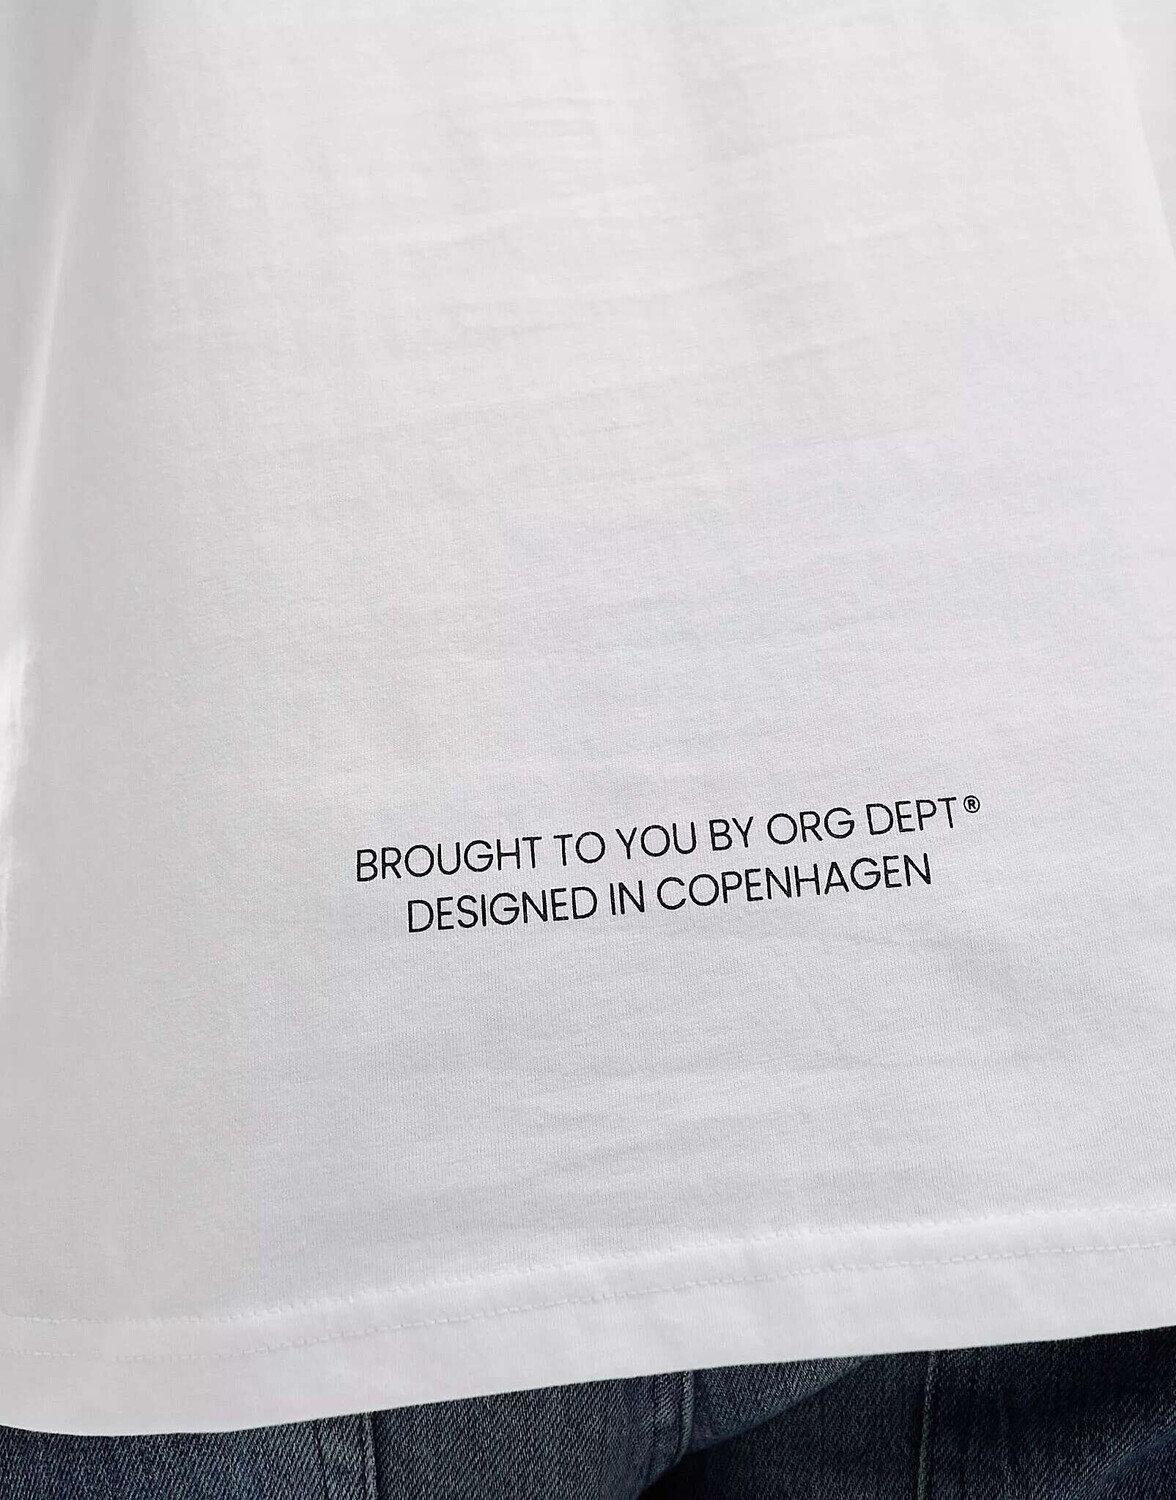 BROUGHT TO YOU BY ORG DEPT®
DESIGNED IN COPENHAGEN